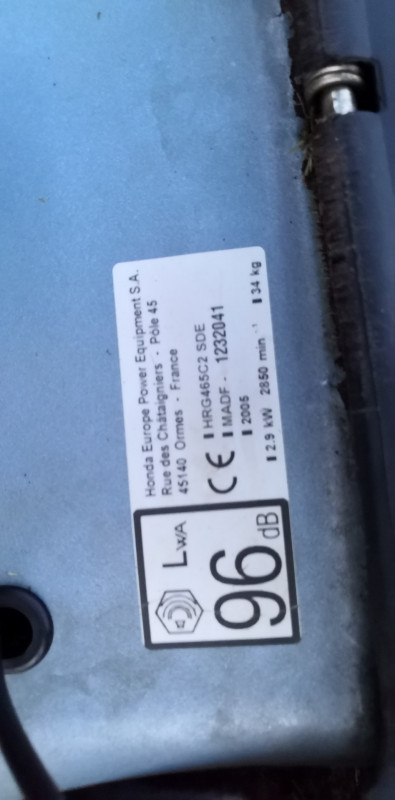 Honda Europe Power Equipment S.A.
Rue des Châtaigniers - Pôle 45
45140 Ormes - France
CE
HRG465C2 SDE
MADF - 1232041
2005
2.9 kW 2850 min⁻¹ 34 kg
LWA
96 dB